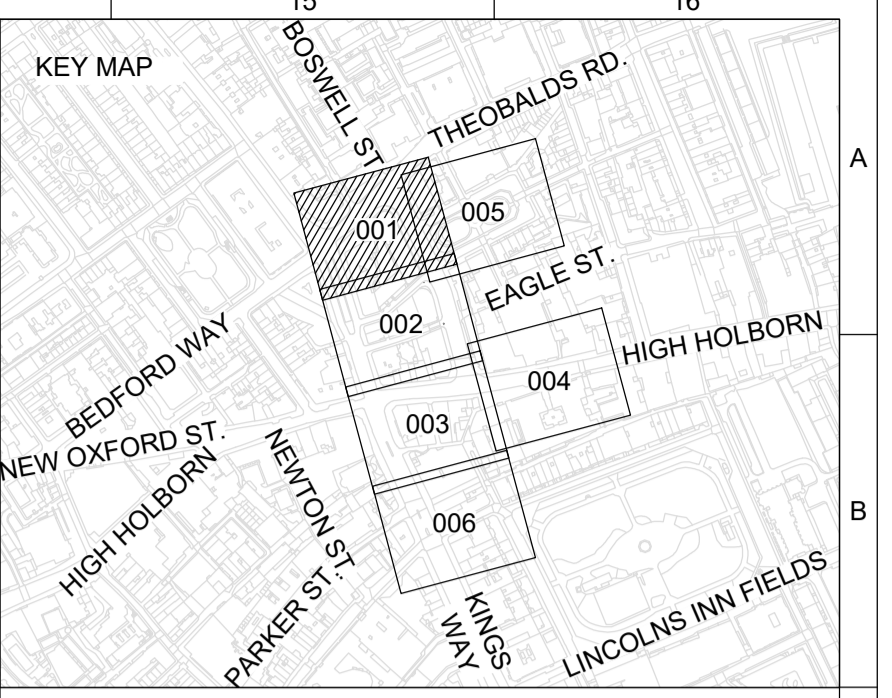 15
16
KEY MAP
BOSWELL ST
THEOBALDS RD.
A
001
005
EAGLE ST.
002
BEDFORD WAY
HIGH HOLBORN
004
NEW OXFORD ST.
003
HIGH HOLBORN
NEWTON ST.
B
006
PARKER ST.
KINGS
WAY
LINCOLNS INN FIELDS